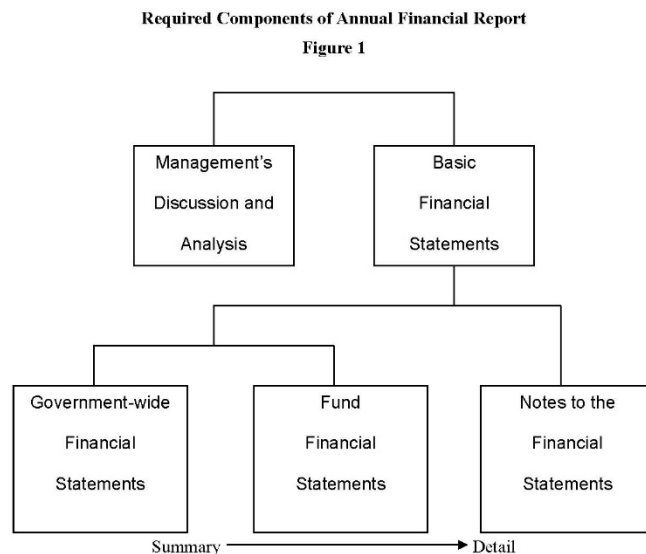 Required Components of Annual Financial Report
Figure 1
Management's
Discussion and
Analysis
Basic
Financial
Statements
Government-wide
Financial
Statements
Fund
Financial
Statements
Notes to the
Financial
Statements
Summary
Detail